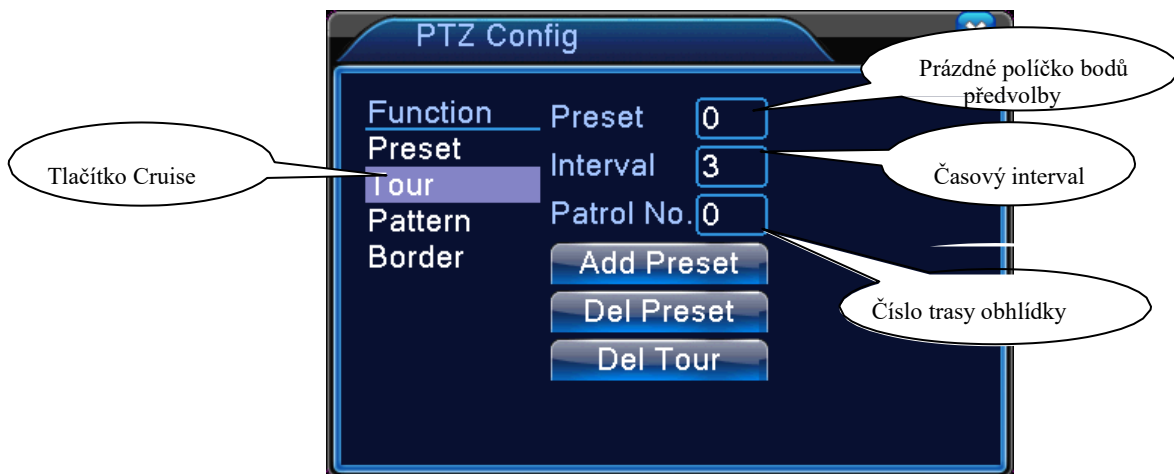 PTZ Config
Prázdné políčko bodů
předvolby
Function
Preset
Tour
Pattern
Border
Preset 0
Interval 3
Patrol No. 0
Add Preset
Del Preset
Del Tour
Tlačítko Cruise
Časový interval
Číslo trasy obhlídky